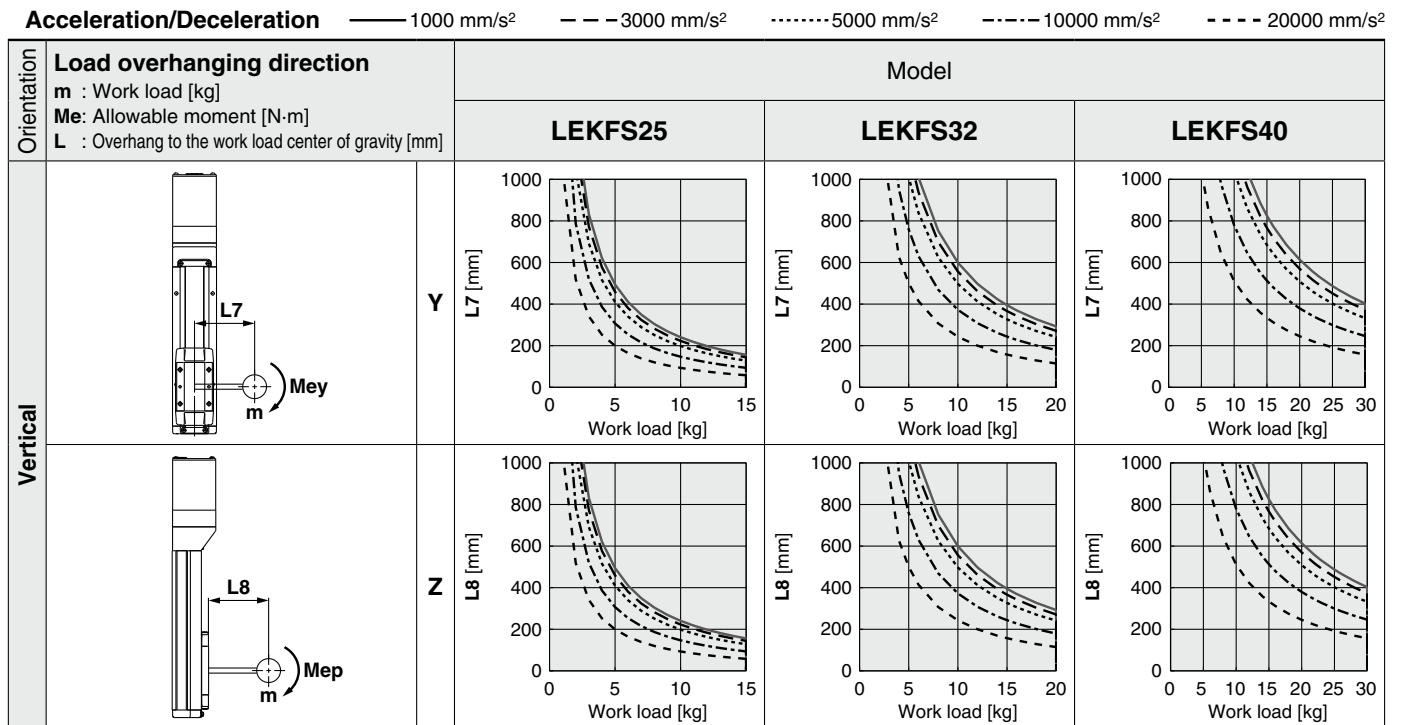 Acceleration/Deceleration 1000 mm/s² 3000 mm/s² 5000 mm/s² 10000 mm/s² 20000 mm/s²
Orientation
Load overhanging direction
m : Work load [kg]
Me: Allowable moment [N·m]
L : Overhang to the work load center of gravity [mm]
Model
LEKFS25 LEKFS32 LEKFS40
Vertical
L7
Mey
m
Y
L7 [mm]
1000
800
600
400
200
0
0 5 10 15
Work load [kg]
L7 [mm]
1000
800
600
400
200
0
0 5 10 15 20
Work load [kg]
L7 [mm]
1000
800
600
400
200
0
0 5 10 15 20 25 30
Work load [kg]
L8
Mep
m
Z
L8 [mm]
1000
800
600
400
200
0
0 5 10 15
Work load [kg]
L8 [mm]
1000
800
600
400
200
0
0 5 10 15 20
Work load [kg]
L8 [mm]
1000
800
600
400
200
0
0 5 10 15 20 25 30
Work load [kg]